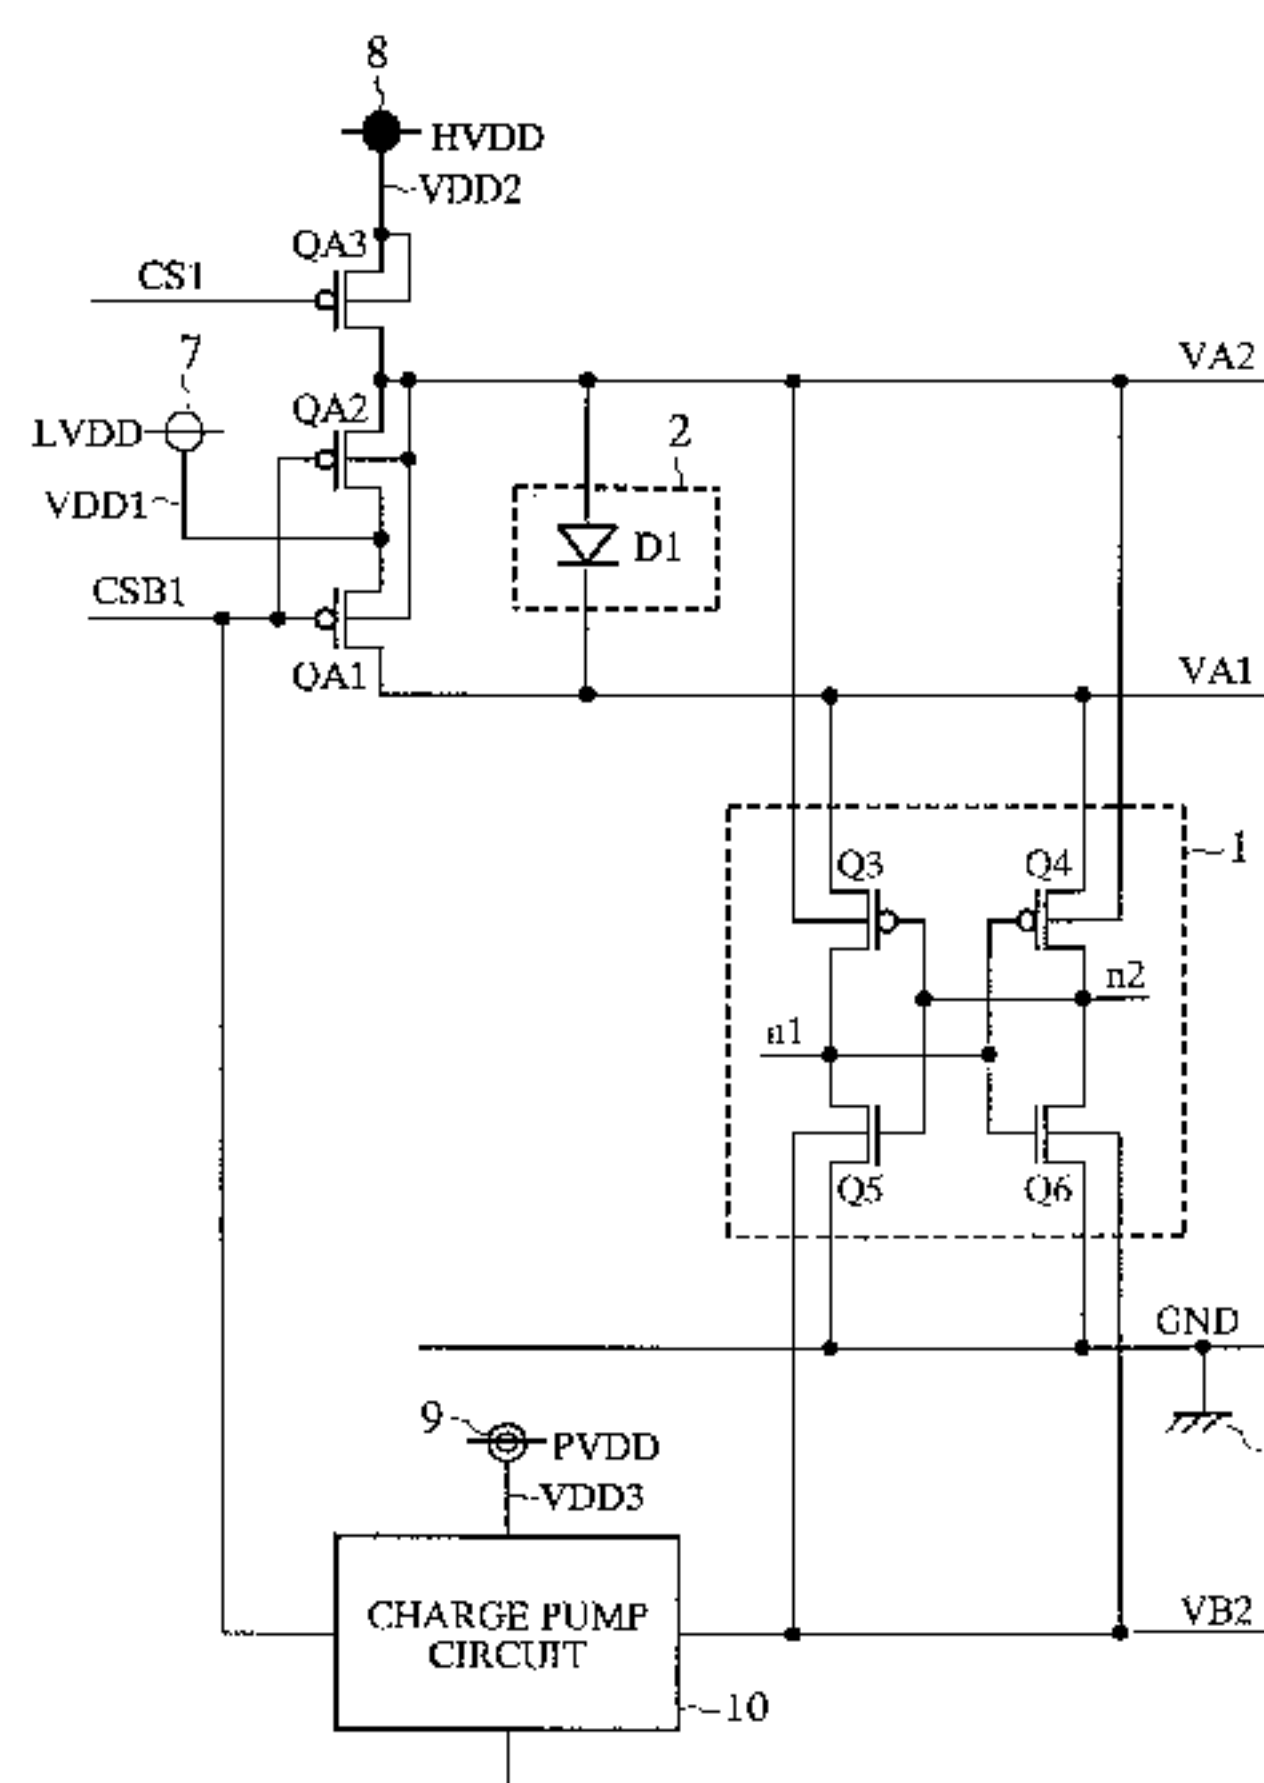 8
HVDD
VDD2
QA3
CS1
7
VA2
QA2
LVDD
2
VDD1
D1
CSB1
QA1
VA1
Q3
Q4
1
n2
n1
Q5
Q6
GND
9
PVDD
VDD3
CHARGE PUMP
CIRCUIT
VB2
10